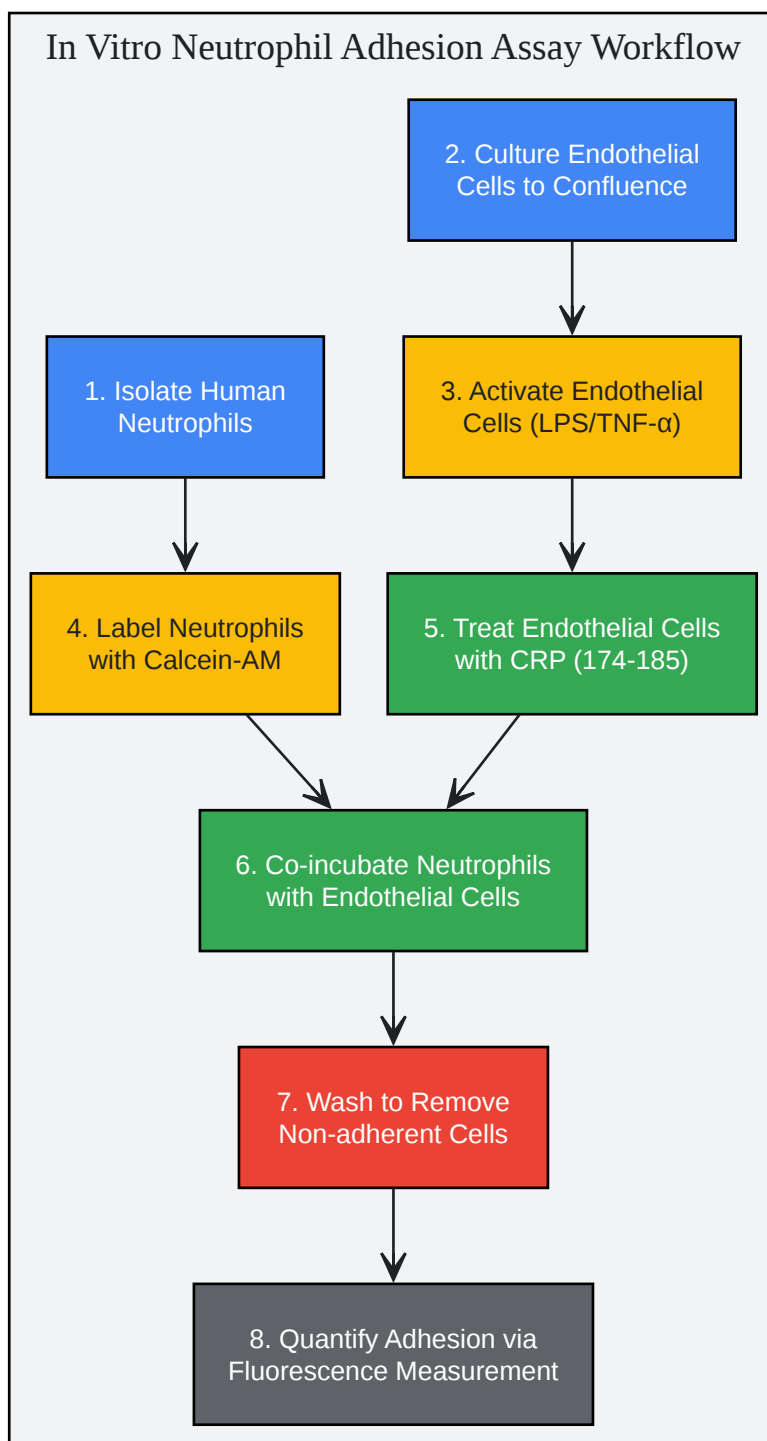 In Vitro Neutrophil Adhesion Assay Workflow
2. Culture Endothelial
Cells to Confluence
1. Isolate Human
Neutrophils
3. Activate Endothelial
Cells (LPS/TNF-α)
4. Label Neutrophils
with Calcein-AM
5. Treat Endothelial Cells
with CRP (174-185)
6. Co-incubate Neutrophils
with Endothelial Cells
7. Wash to Remove
Non-adherent Cells
8. Quantify Adhesion via
Fluorescence Measurement